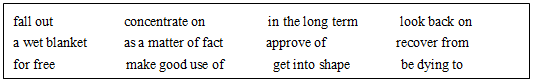 fall out concentrate on in the long term look back on
a wet blanket as a matter of fact approve of recover from
for free make good use of get into shape be dying to